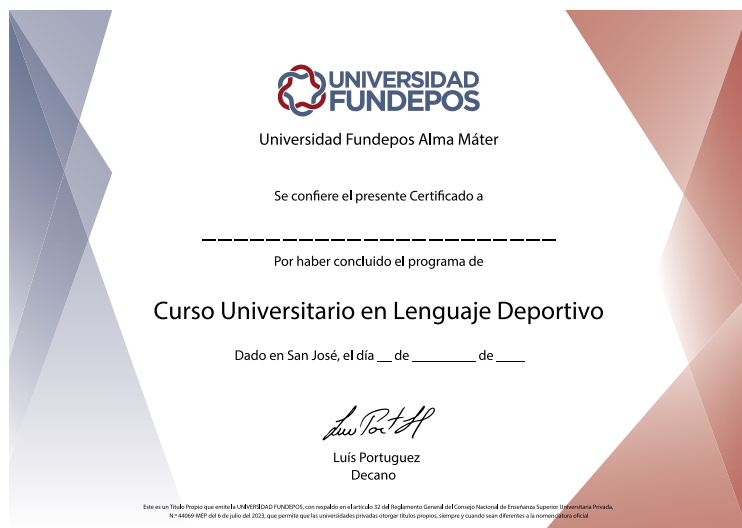 UNIVERSIDAD
FUNDEPOS
Universidad Fundepos Alma Máter
Se confiere el presente Certificado a
Por haber concluido el programa de
Curso Universitario en Lenguaje Deportivo
Dado en San José, el día __ de ________ de ____
Luís Portuguez
Decano
Este es un Título Propio que emite la UNIVERSIDAD FUNDEPOS, con respaldo en el artículo 32 del Reglamento General del Consejo Nacional de Enseñanza Superior Universitaria Privada,
N.º 44069-MEP del 6 de julio del 2023, que permite que las universidades privadas otorgar títulos propios, siempre y cuando sean diferentes a la nomenclatura oficial